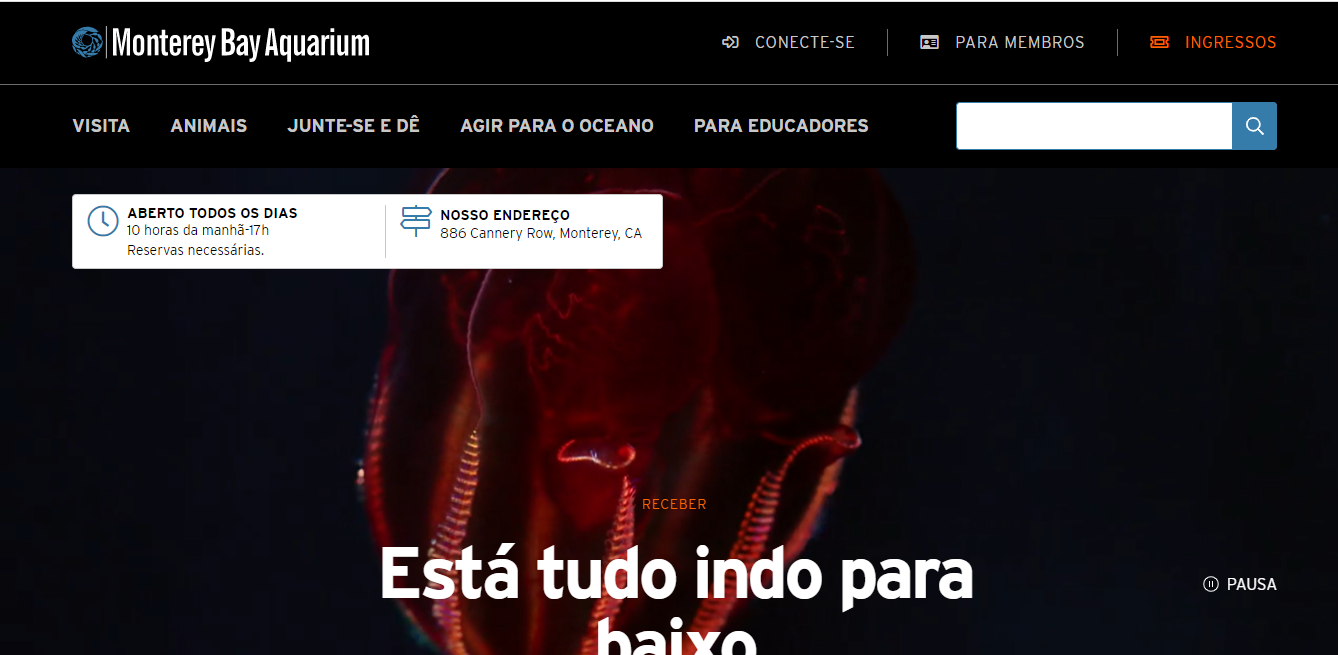 Monterey Bay Aquarium
CONECTE-SE
PARA MEMBROS
INGRESSOS
VISITA
ANIMAIS
JUNTE-SE E DÊ
AGIR PARA O OCEANO
PARA EDUCADORES
ABERTO TODOS OS DIAS
10 horas da manhã-17h
Reservas necessárias.
NOSSO ENDEREÇO
886 Cannery Row, Monterey, CA
RECEBER
Está tudo indo para
baixo
PAUSA